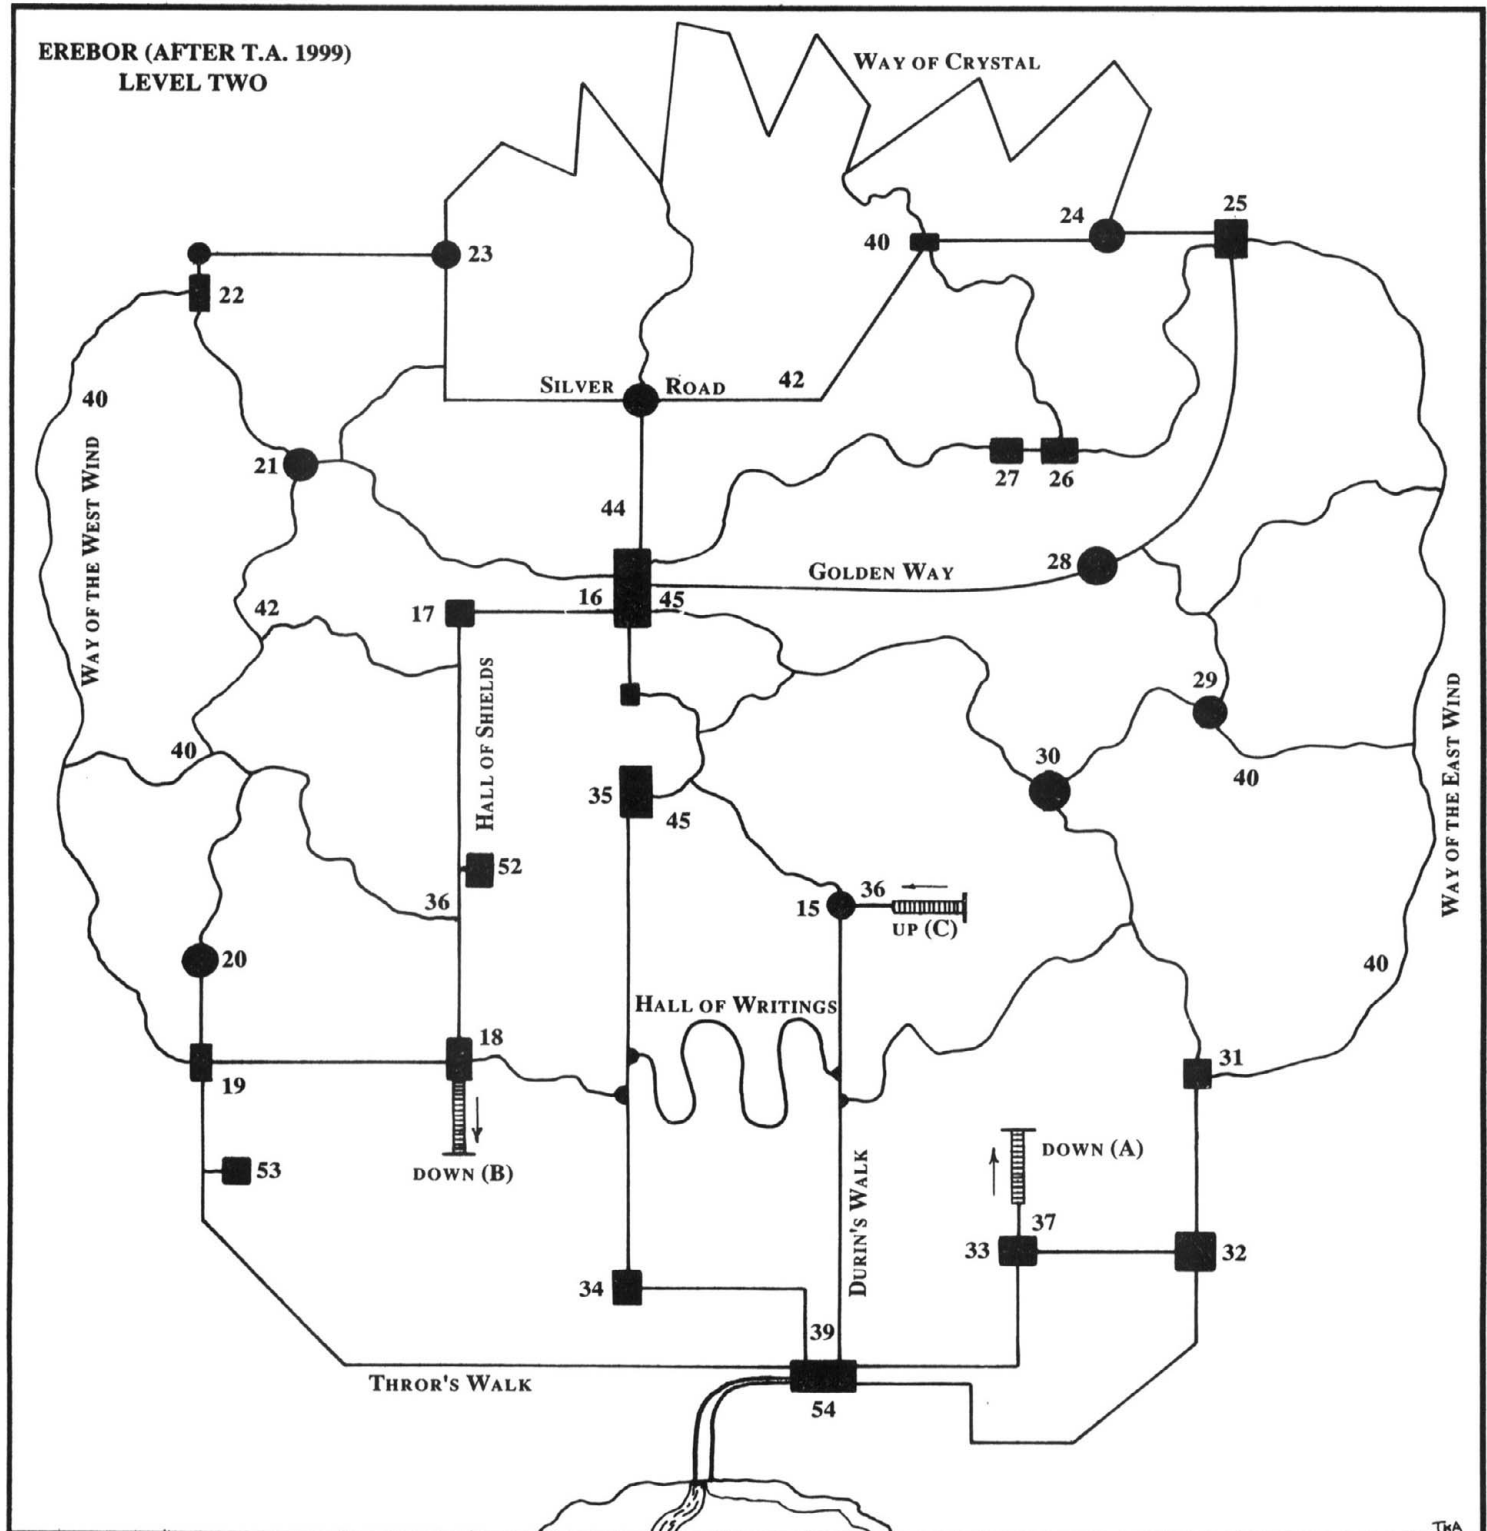 EREBOR (AFTER T.A. 1999)
LEVEL TWO
WAY OF CRYSTAL
25
24
40
23
22
40
SILVER ROAD 42
21
27 26
44
WAY OF THE WEST WIND
GOLDEN WAY 28
16 45
42
17
HALL OF SHIELDS
29
WAY OF THE EAST WIND
40
30
40
35
45
52
36
36
15
UP (C)
20
40
HALL OF WRITINGS
18
31
19
DOWN (A)
53
DOWN (B)
DURIN'S WALK
37
33
32
34
39
THROR'S WALK
54
TKA